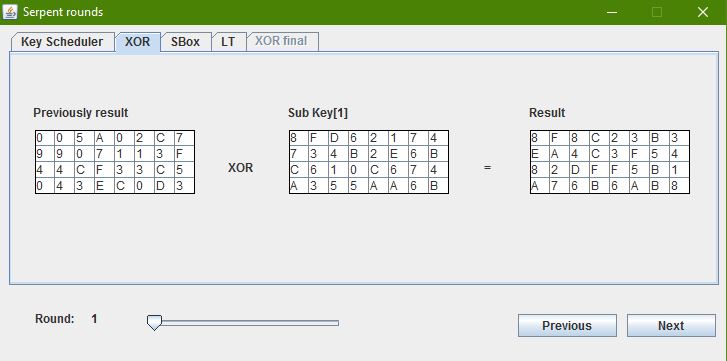 Serpent rounds
Key Scheduler XOR SBox LT XOR final
Previously result Sub Key[1] Result
0 0 5 A 0 2 C 7 8 F D 6 2 1 7 4 8 F 8 C 2 3 B 3
9 9 0 7 1 1 3 F 7 3 4 B 2 E 6 B E A 4 C 3 F 5 4
XOR =
4 4 C F 3 3 C 5 C 6 1 0 C 6 7 4 8 2 D F F 5 B 1
0 4 3 E C 0 D 3 A 3 5 5 A A 6 B A 7 6 B 6 A B 8
Round: 1 Previous Next